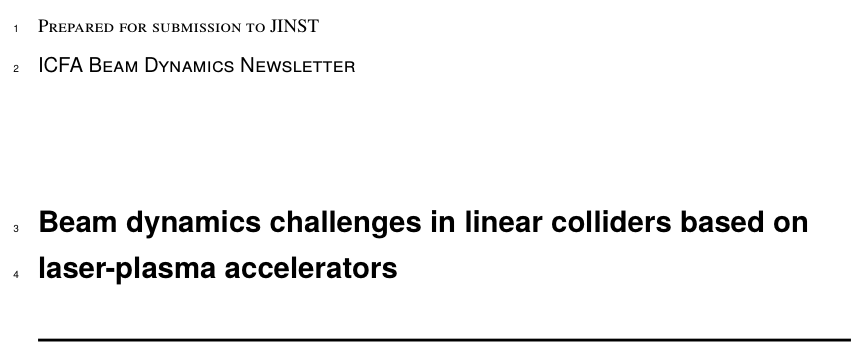 1 Prepared for submission to JINST
2 ICFA Beam Dynamics Newsletter
3 Beam dynamics challenges in linear colliders based on
4 laser-plasma accelerators